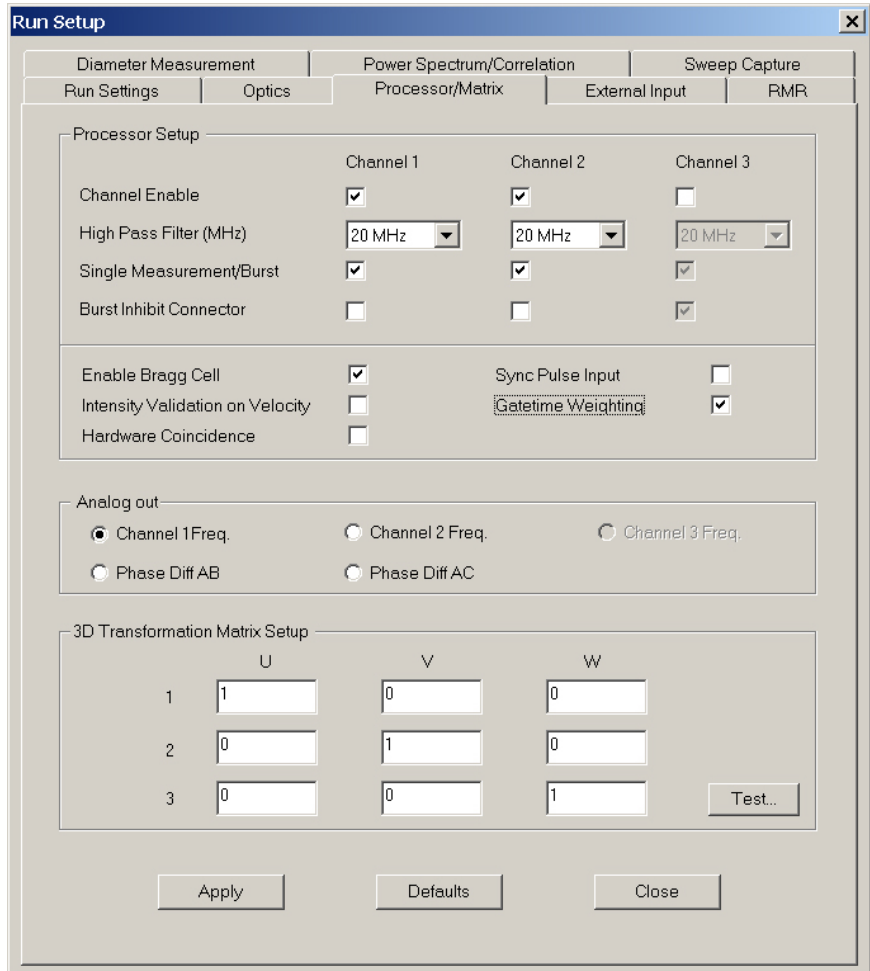 Run Setup
Diameter Measurement Power Spectrum/Correlation Sweep Capture
Run Settings Optics Processor/Matrix External Input RMR
Processor Setup
Channel 1 Channel 2 Channel 3
Channel Enable
High Pass Filter (MHz) 20 MHz 20 MHz 20 MHz
Single Measurement/Burst
Burst Inhibit Connector
Enable Bragg Cell Sync Pulse Input
Intensity Validation on Velocity Gatetime Weighting
Hardware Coincidence
Analog out
Channel 1Freq. Channel 2 Freq. Channel 3 Freq.
Phase Diff AB Phase Diff AC
3D Transformation Matrix Setup
U V W
1 1 0 0
2 0 1 0
3 0 0 1 Test...
Apply Defaults Close